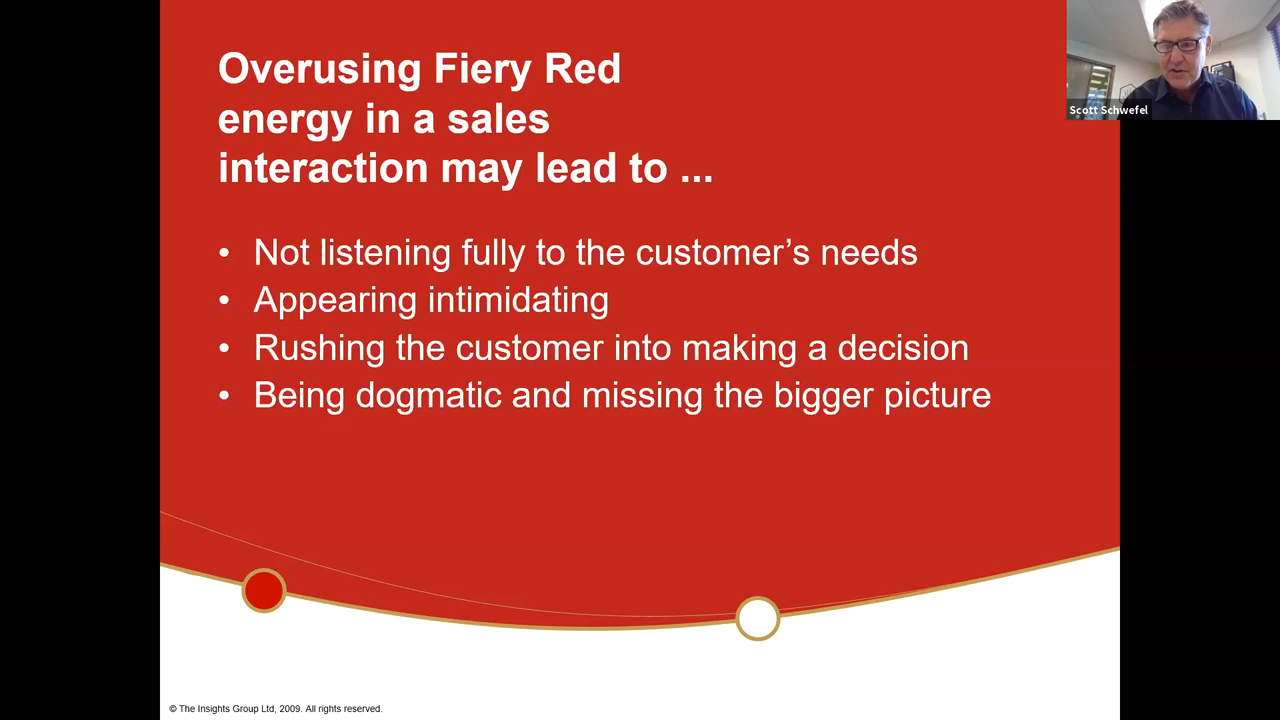 Overusing Fiery Red
energy in a sales
interaction may lead to ...
• Not listening fully to the customer’s needs
• Appearing intimidating
• Rushing the customer into making a decision
• Being dogmatic and missing the bigger picture
Scott Schwefel
© The Insights Group Ltd, 2009. All rights reserved.